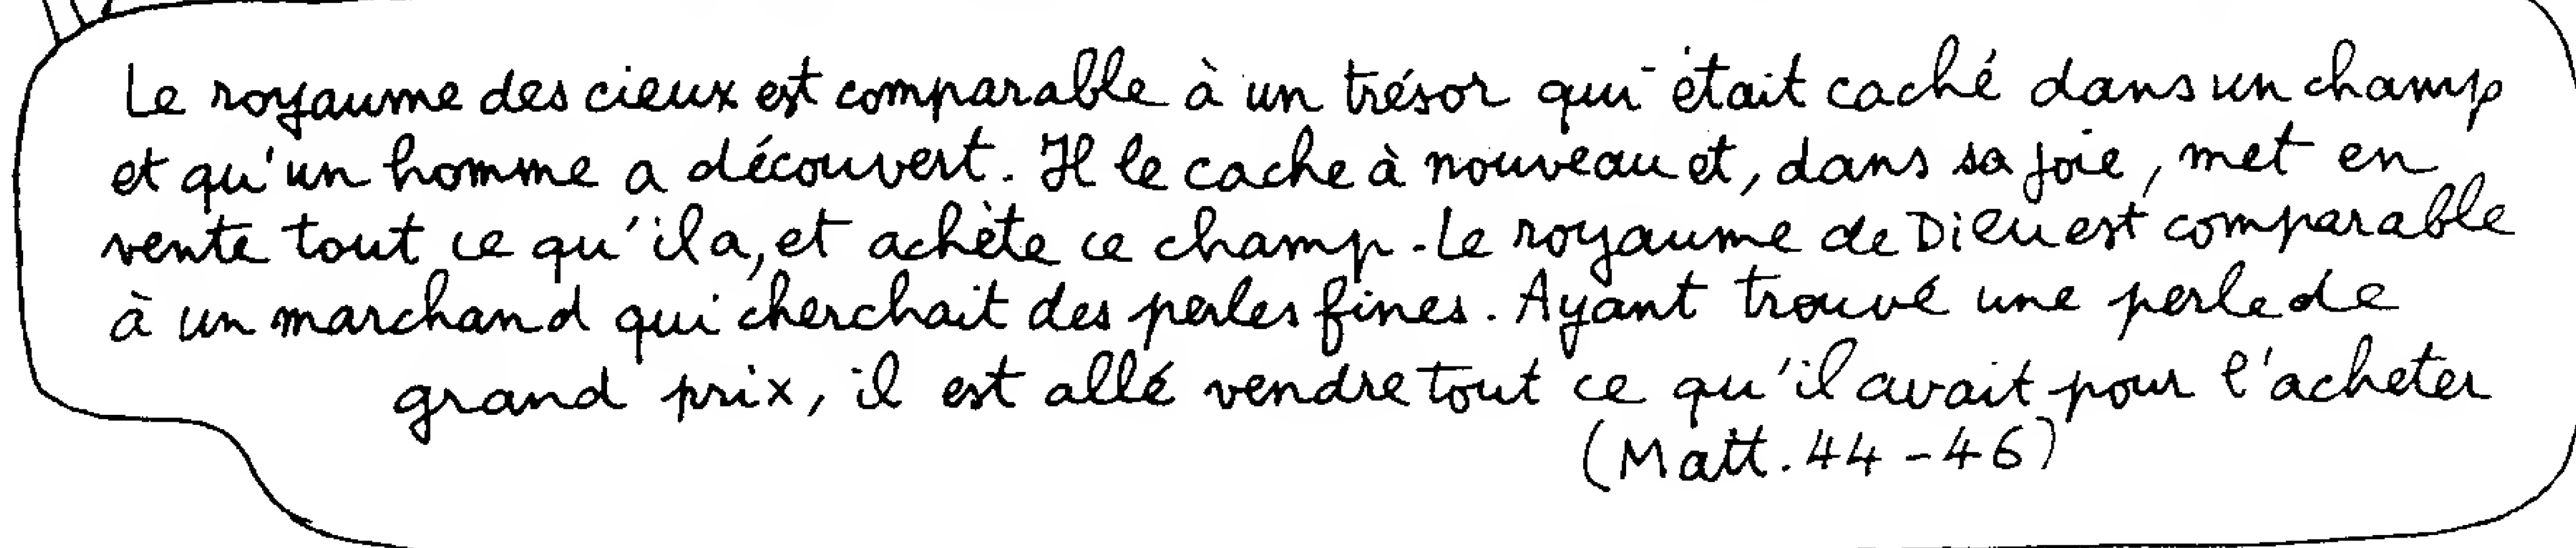 Le royaume des cieux est comparable à un trésor qui était caché dans un champ
et qu'un homme a découvert. Il le cache à nouveau et, dans sa joie, met en
vente tout ce qu'il a, et achète ce champ. Le royaume de Dieu est comparable
à un marchand qui cherchait des perles fines. Ayant trouvé une perle de
grand prix, il est allé vendre tout ce qu'il avait pour l'acheter
(Matt. 44-46)